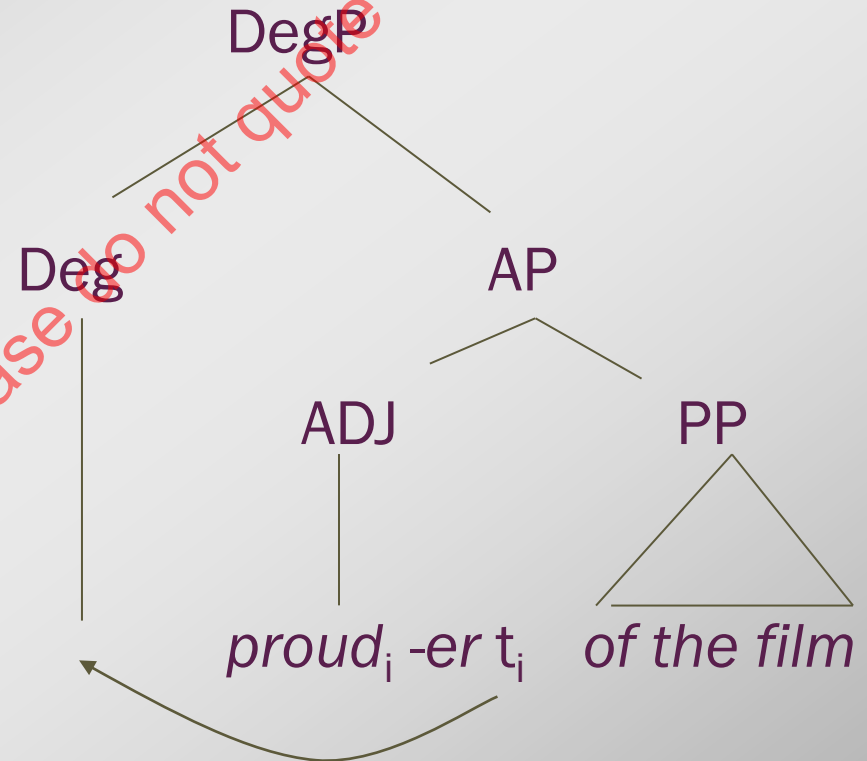 DegP
Deg AP
ADJ PP
proudi -er ti of the film
ase do not quote